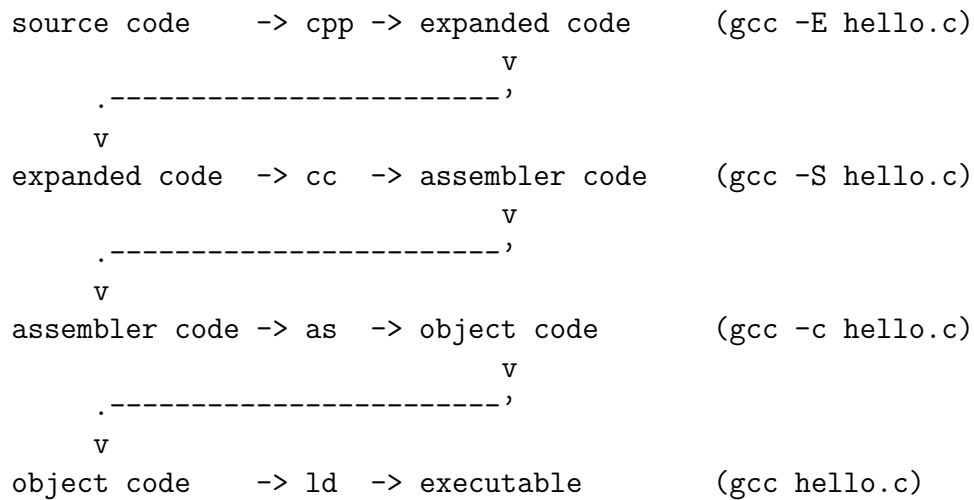 source code    -> cpp -> expanded code     (gcc -E hello.c)
                              v
     .------------------------’
     v
expanded code  -> cc  -> assembler code    (gcc -S hello.c)
                              v
     .------------------------’
     v
assembler code -> as  -> object code       (gcc -c hello.c)
                              v
     .------------------------’
     v
object code    -> ld  -> executable        (gcc hello.c)